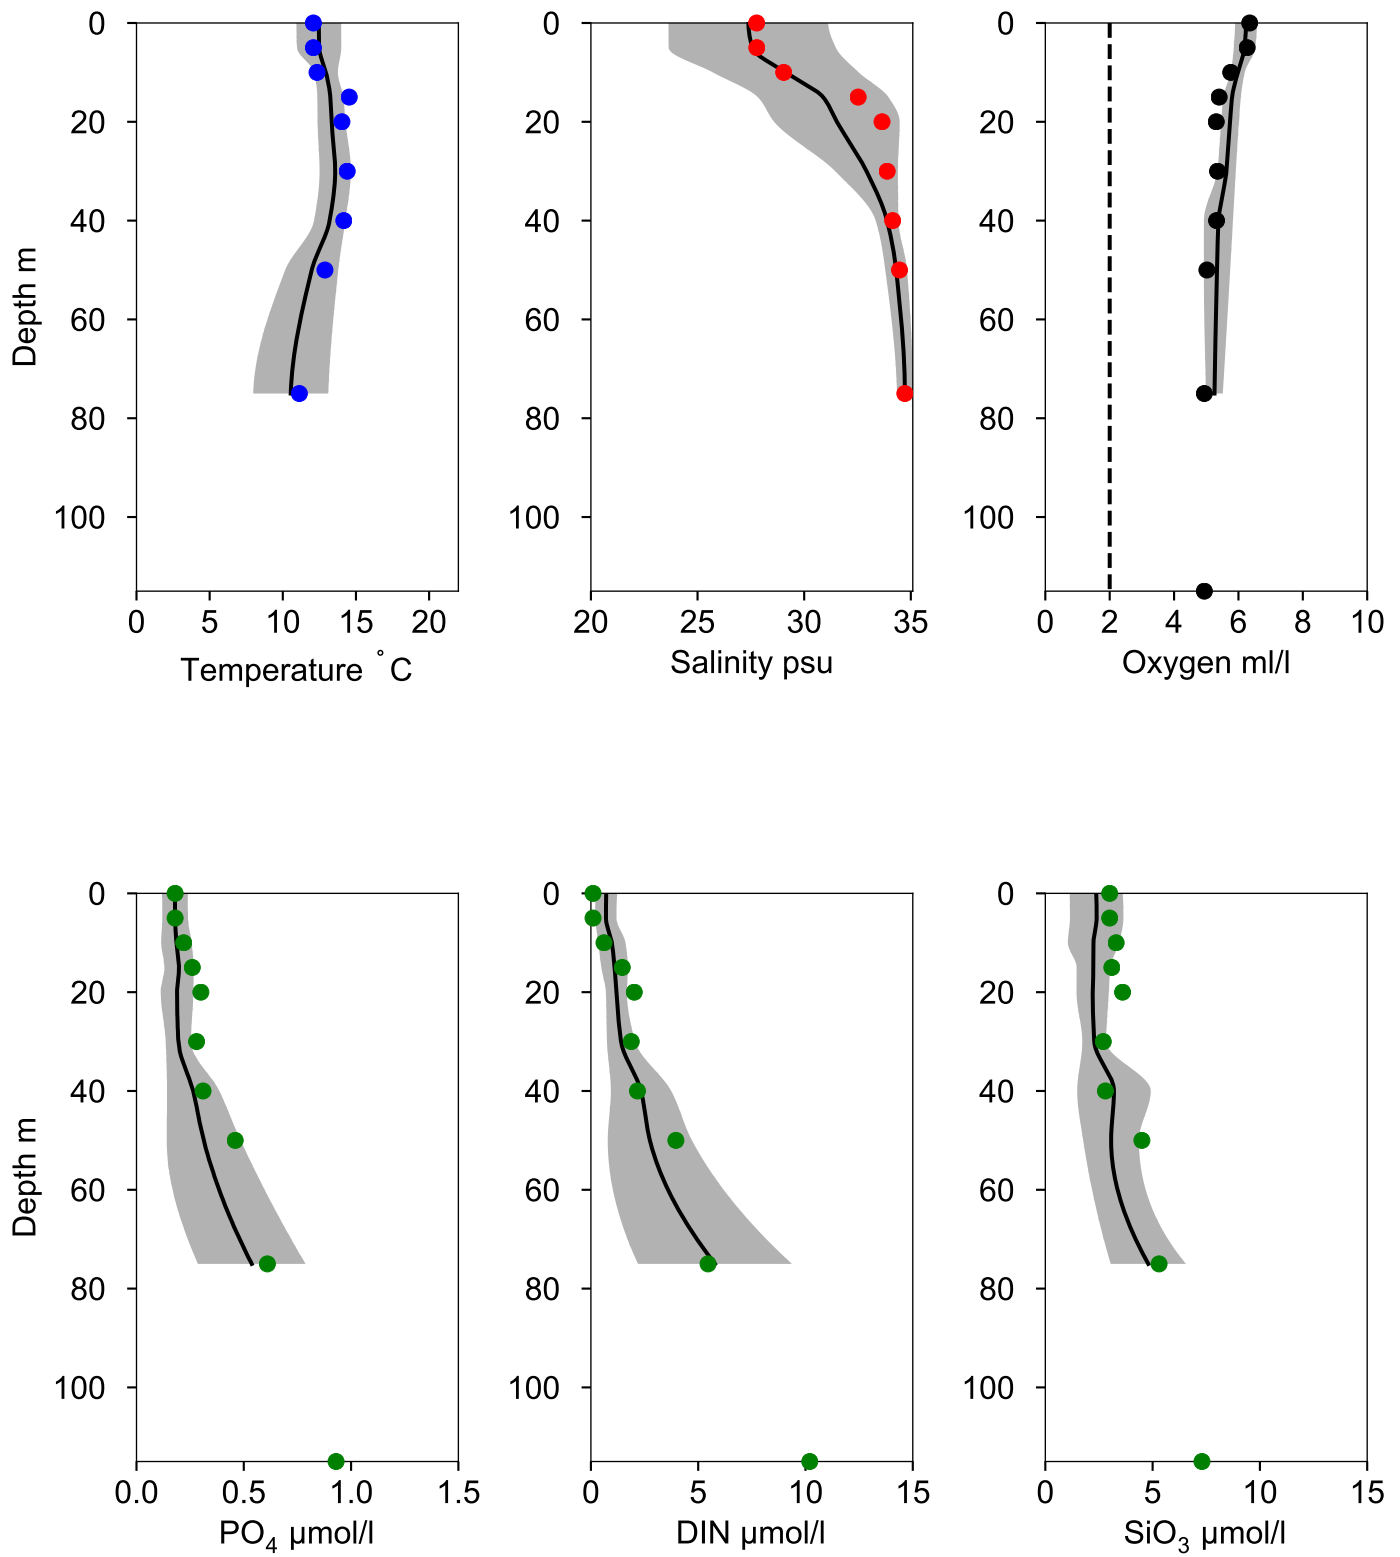 0
20
40
60
80
100
Depth m
0 5 10 15 20
Temperature °C
0
20
40
60
80
100
20 25 30 35
Salinity psu
0
20
40
60
80
100
0 2 4 6 8 10
Oxygen ml/l
0
20
40
60
80
100
Depth m
0.0 0.5 1.0 1.5
PO₄ µmol/l
0
20
40
60
80
100
0 5 10 15
DIN µmol/l
0
20
40
60
80
100
0 5 10 15
SiO₃ µmol/l